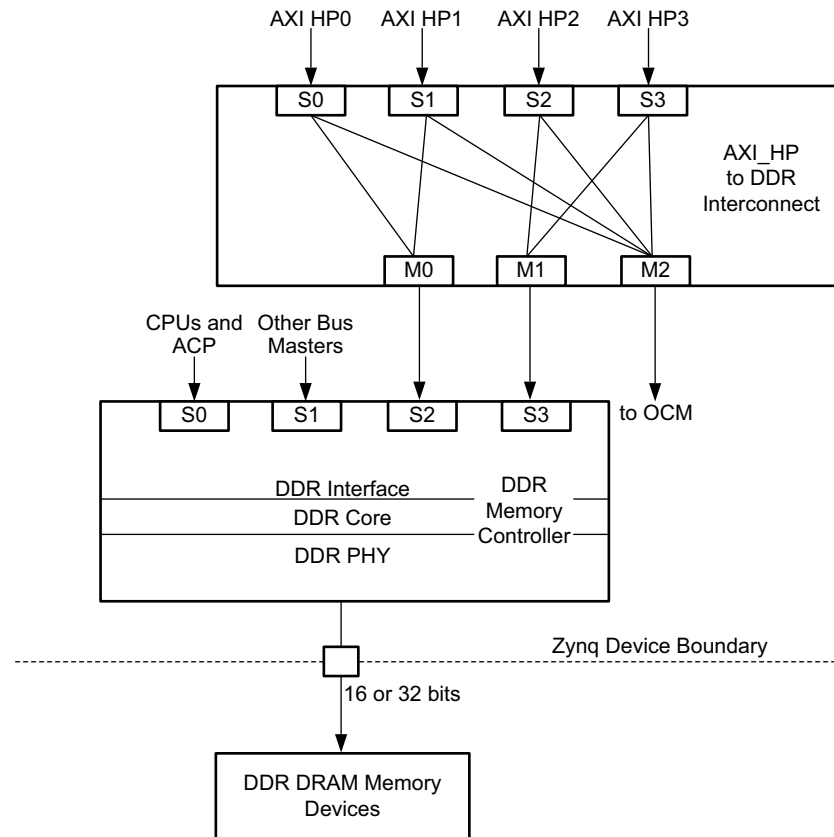 AXI HP0 AXI HP1 AXI HP2 AXI HP3
S0 S1 S2 S3
AXI_HP
to DDR
Interconnect
M0 M1 M2
CPUs and
ACP
Other Bus
Masters
S0 S1 S2 S3
to OCM
DDR Interface
DDR Core
DDR PHY
DDR
Memory
Controller
Zynq Device Boundary
16 or 32 bits
DDR DRAM Memory
Devices